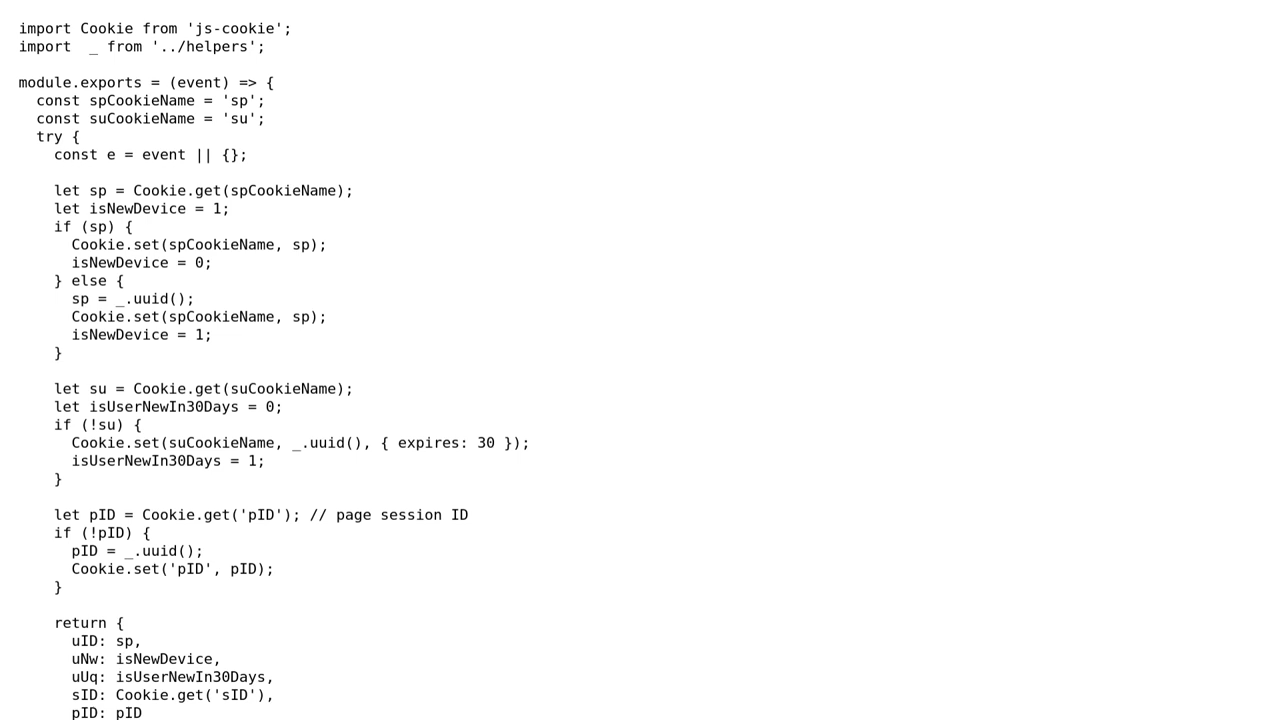 import Cookie from 'js-cookie';
import  _ from '../helpers';

module.exports = (event) => {
  const spCookieName = 'sp';
  const suCookieName = 'su';
  try {
    const e = event || {};

    let sp = Cookie.get(spCookieName);
    let isNewDevice = 1;
    if (sp) {
      Cookie.set(spCookieName, sp);
      isNewDevice = 0;
    } else {
      sp = _.uuid();
      Cookie.set(spCookieName, sp);
      isNewDevice = 1;
    }

    let su = Cookie.get(suCookieName);
    let isUserNewIn30Days = 0;
    if (!su) {
      Cookie.set(suCookieName, _.uuid(), { expires: 30 });
      isUserNewIn30Days = 1;
    }

    let pID = Cookie.get('pID'); // page session ID
    if (!pID) {
      pID = _.uuid();
      Cookie.set('pID', pID);
    }

    return {
      uID: sp,
      uNw: isNewDevice,
      uUq: isUserNewIn30Days,
      sID: Cookie.get('sID'),
      pID: pID